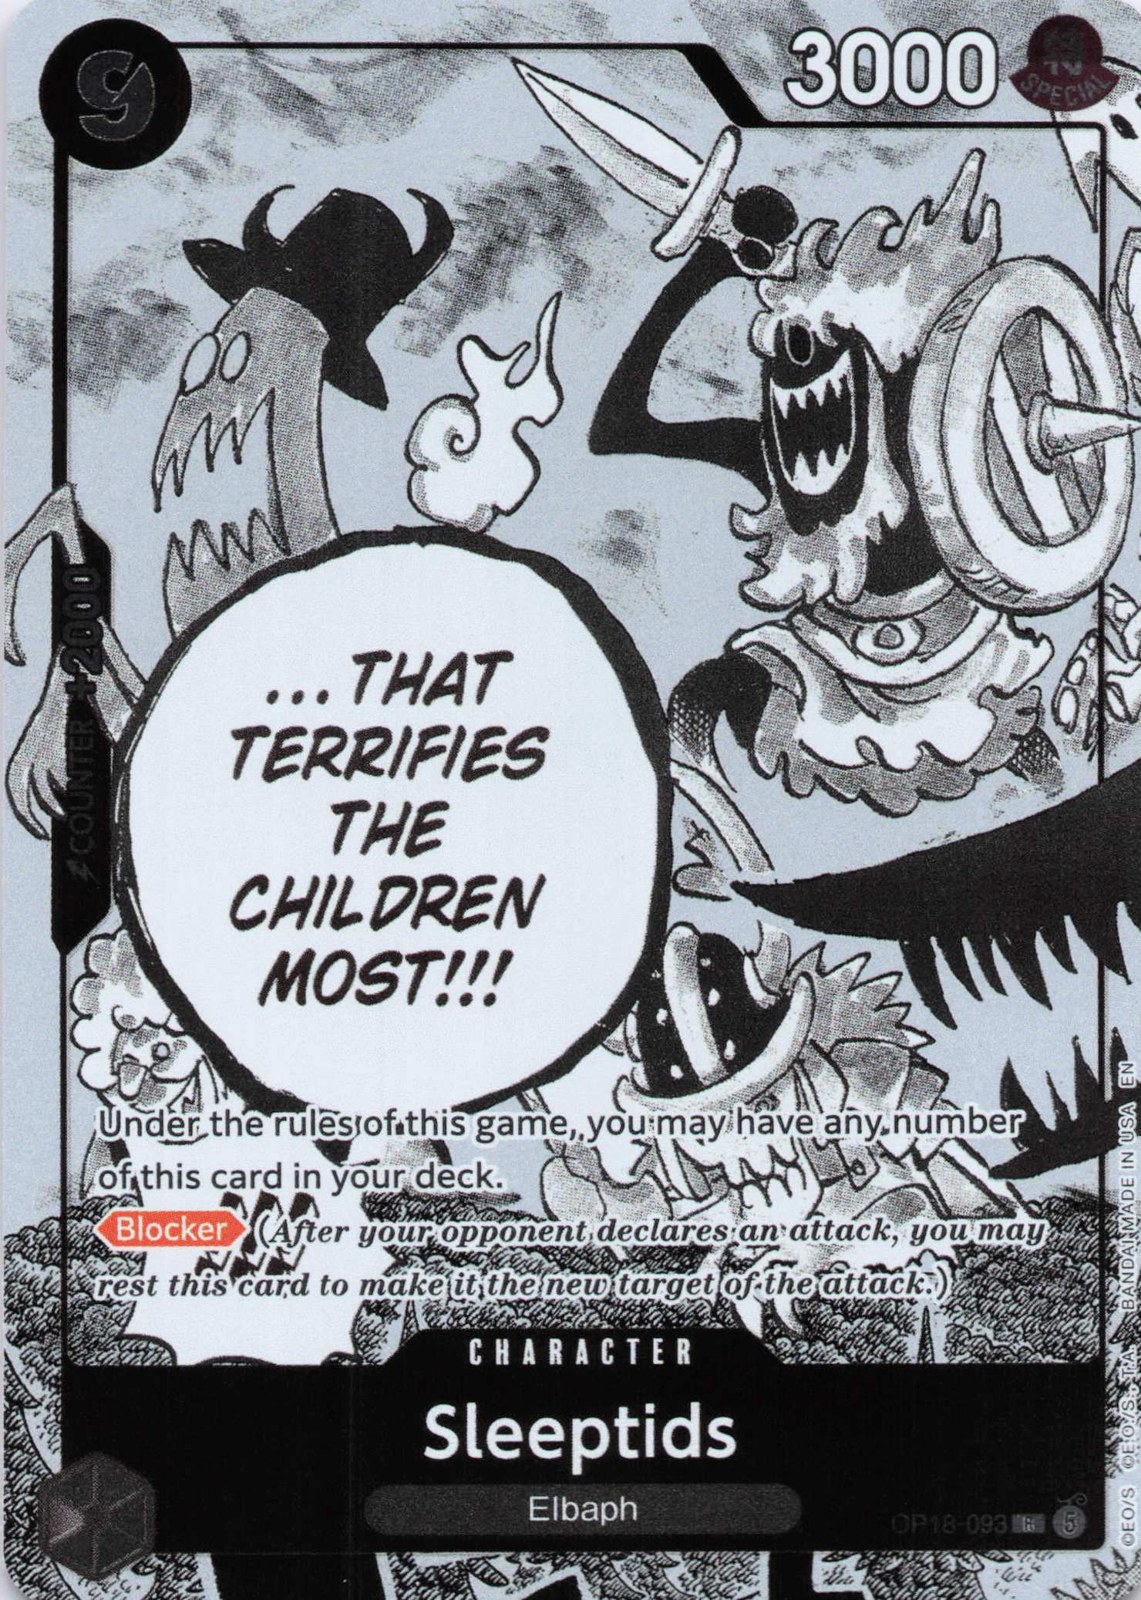 9
3000
SPECIAL
COUNTER +2000
...THAT
TERRIFIES
THE
CHILDREN
MOST!!!
Under the rules of this game, you may have any number
of this card in your deck.
Blocker (After your opponent declares an attack, you may
rest this card to make it the new target of the attack.)
CHARACTER
Sleeptids
Elbaph
OP18-093 R 5
BANDAI MADE IN USA EN
©EO/S